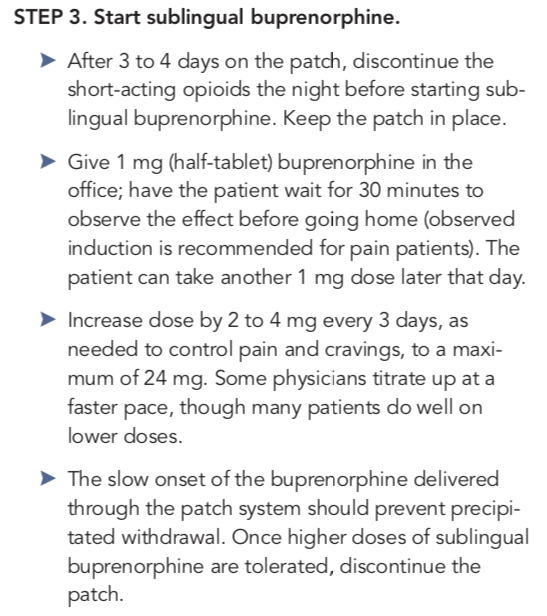 STEP 3. Start sublingual buprenorphine.
➤ After 3 to 4 days on the patch, discontinue the
short-acting opioids the night before starting sub-
lingual buprenorphine. Keep the patch in place.
➤ Give 1 mg (half-tablet) buprenorphine in the
office; have the patient wait for 30 minutes to
observe the effect before going home (observed
induction is recommended for pain patients). The
patient can take another 1 mg dose later that day.
➤ Increase dose by 2 to 4 mg every 3 days, as
needed to control pain and cravings, to a maxi-
mum of 24 mg. Some physicians titrate up at a
faster pace, though many patients do well on
lower doses.
➤ The slow onset of the buprenorphine delivered
through the patch system should prevent precipi-
tated withdrawal. Once higher doses of sublingual
buprenorphine are tolerated, discontinue the
patch.